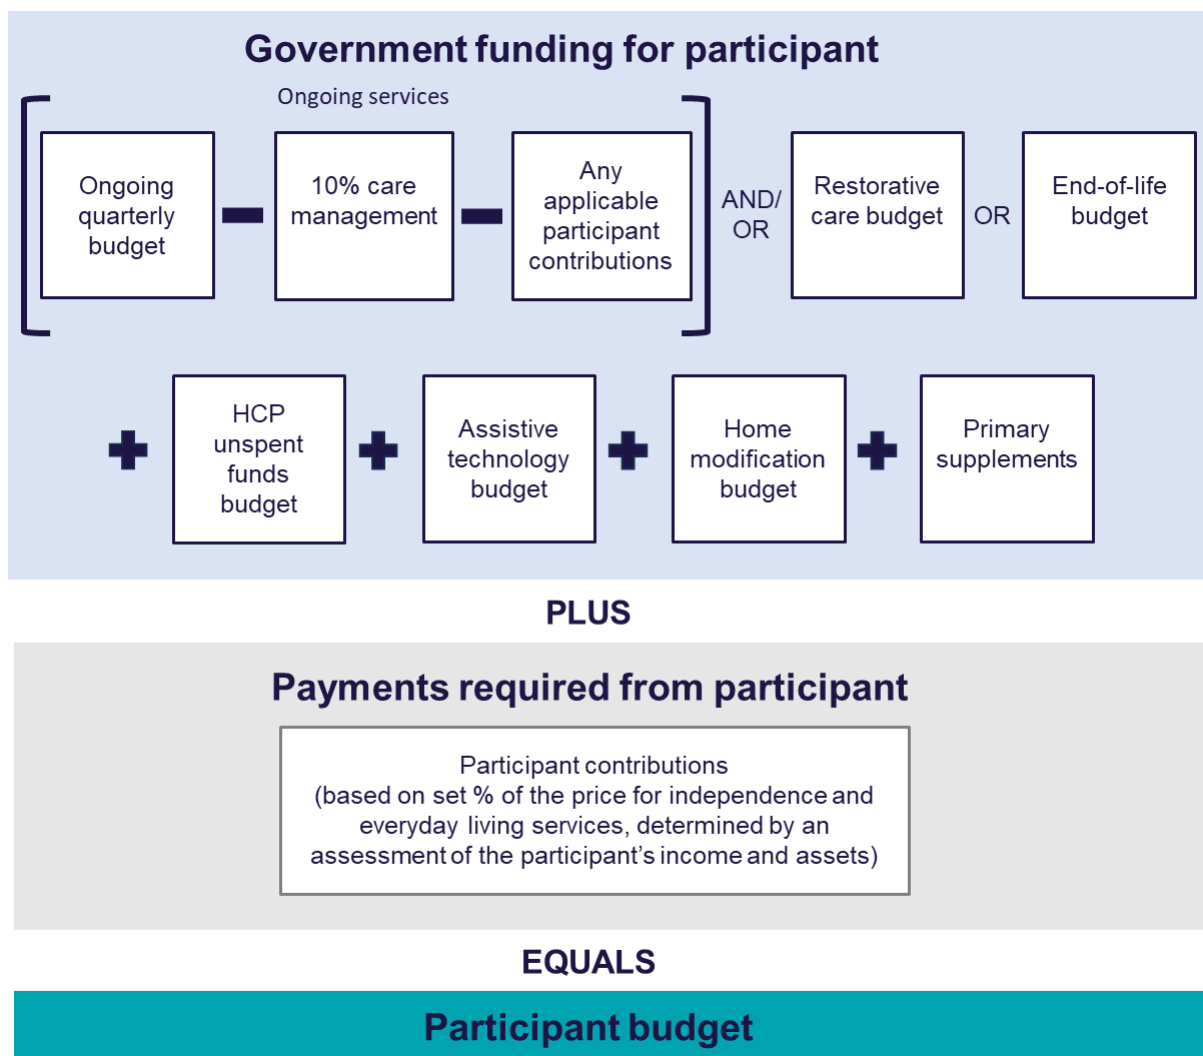 Government funding for participant
Ongoing services
Ongoing
quarterly
budget
10% care
management
Any
applicable
participant
contributions
AND/
OR
Restorative
care budget
OR
End-of-life
budget
HCP
unspent
funds
budget
Assistive
technology
budget
Home
modification
budget
Primary
supplements
PLUS
Payments required from participant
Participant contributions
(based on set % of the price for independence and
everyday living services, determined by an
assessment of the participant’s income and assets)
EQUALS
Participant budget